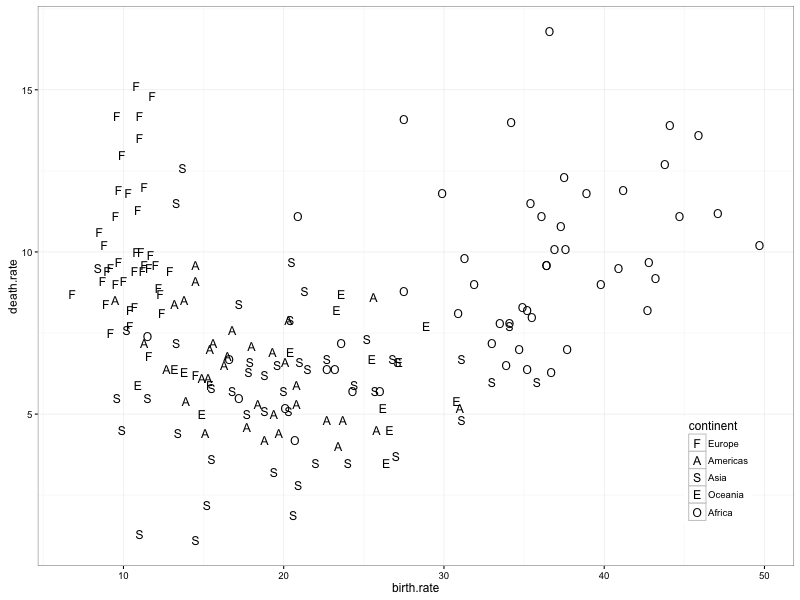 15
10
5
death.rate
10
20
30
40
50
birth.rate
continent
F Europe
A Americas
S Asia
E Oceania
O Africa